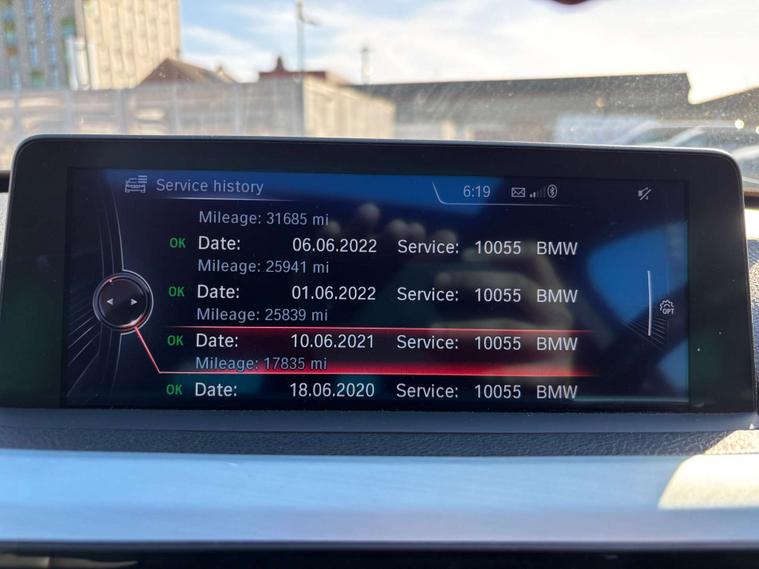 Service history
6:19
Mileage: 31685 mi
OK Date: 06.06.2022 Service: 10055 BMW
Mileage: 25941 mi
OK Date: 01.06.2022 Service: 10055 BMW
Mileage: 25839 mi
OK Date: 10.06.2021 Service: 10055 BMW
Mileage: 17835 mi
OK Date: 18.06.2020 Service: 10055 BMW
OPT